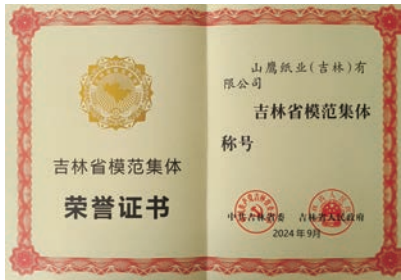 吉林省模范集体
荣誉证书
山鹰纸业(吉林)有
限公司
吉林省模范集体
称号
中共吉林省委 吉林省人民政府
2024年9月